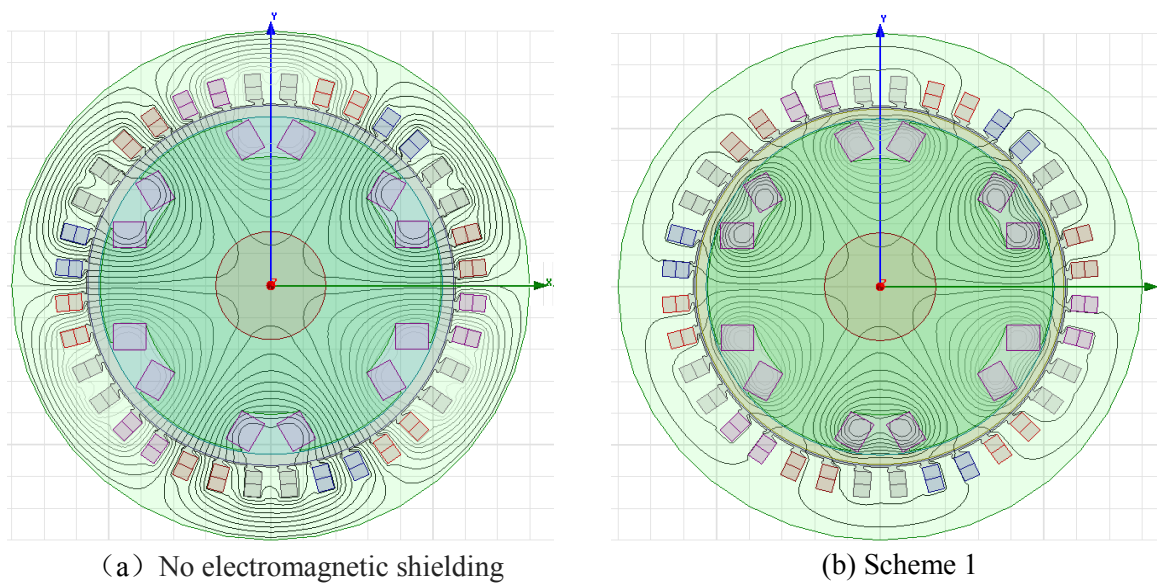 Y
Y
X
（a）No electromagnetic shielding
(b) Scheme 1